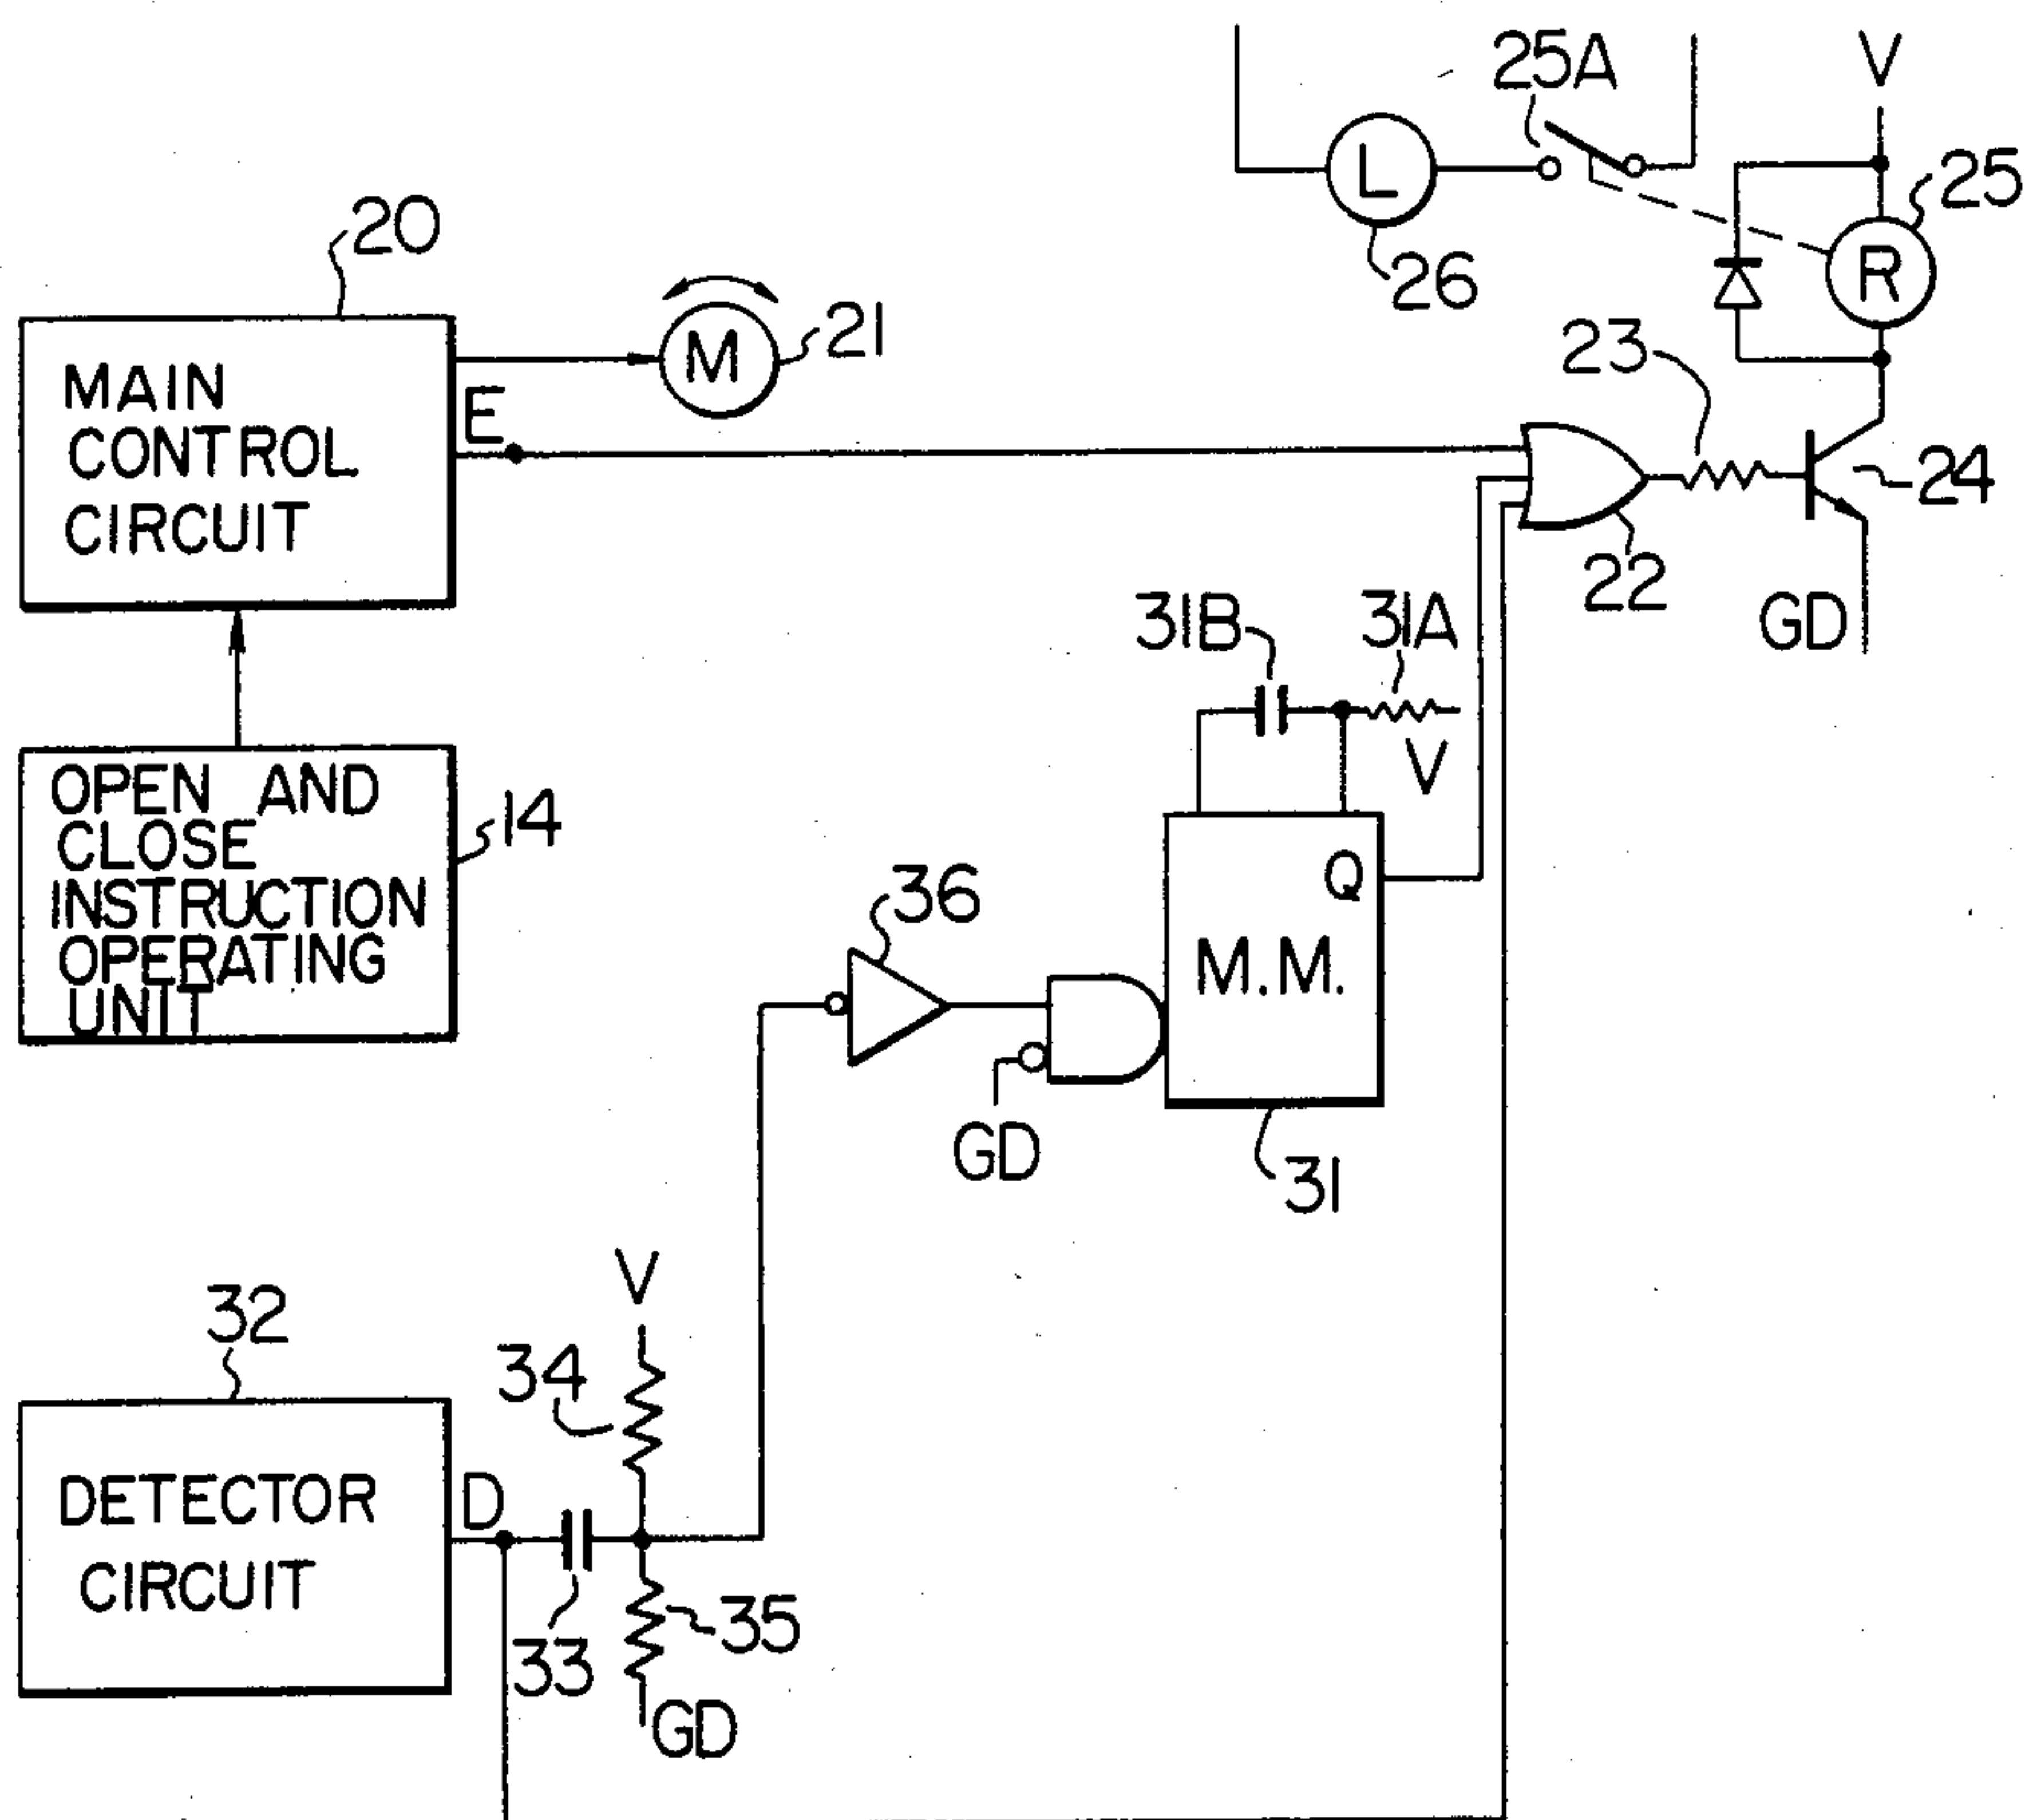 25A
V
L
25
20
26
R
M
21
23
MAIN
CONTROL
CIRCUIT
E
24
22
GD
31B
31A
V
OPEN AND
CLOSE
INSTRUCTION
OPERATING
UNIT
14
Q
36
M.M.
GD
31
V
32
34
DETECTOR
CIRCUIT
D
35
33
GD